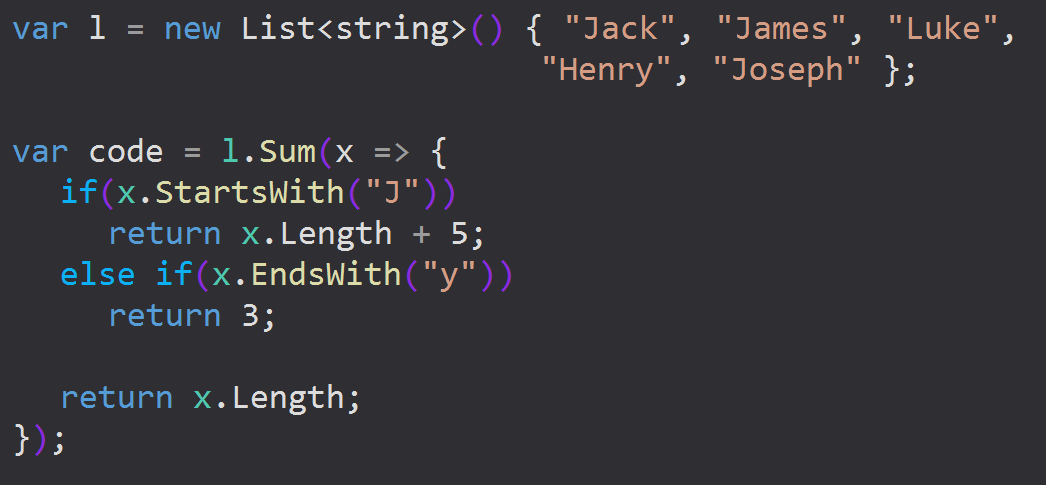 var l = new List<string>() { "Jack", "James", "Luke",
"Henry", "Joseph" };
var code = l.Sum(x => {
if(x.StartsWith("J"))
return x.Length + 5;
else if(x.EndsWith("y"))
return 3;
return x.Length;
});